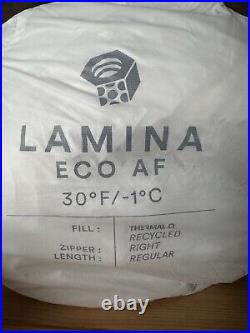 LAMINA
ECO AF
30°F/-1°C
FILL: THERMAL.Q
RECYCLED
ZIPPER: RIGHT
LENGTH: REGULAR